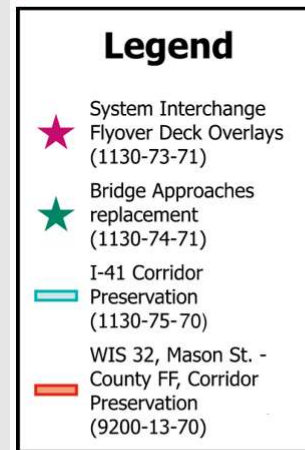 Legend
System Interchange
Flyover Deck Overlays
(1130-73-71)
Bridge Approaches
replacement
(1130-74-71)
I-41 Corridor
Preservation
(1130-75-70)
WIS 32, Mason St. -
County FF, Corridor
Preservation
(9200-13-70)